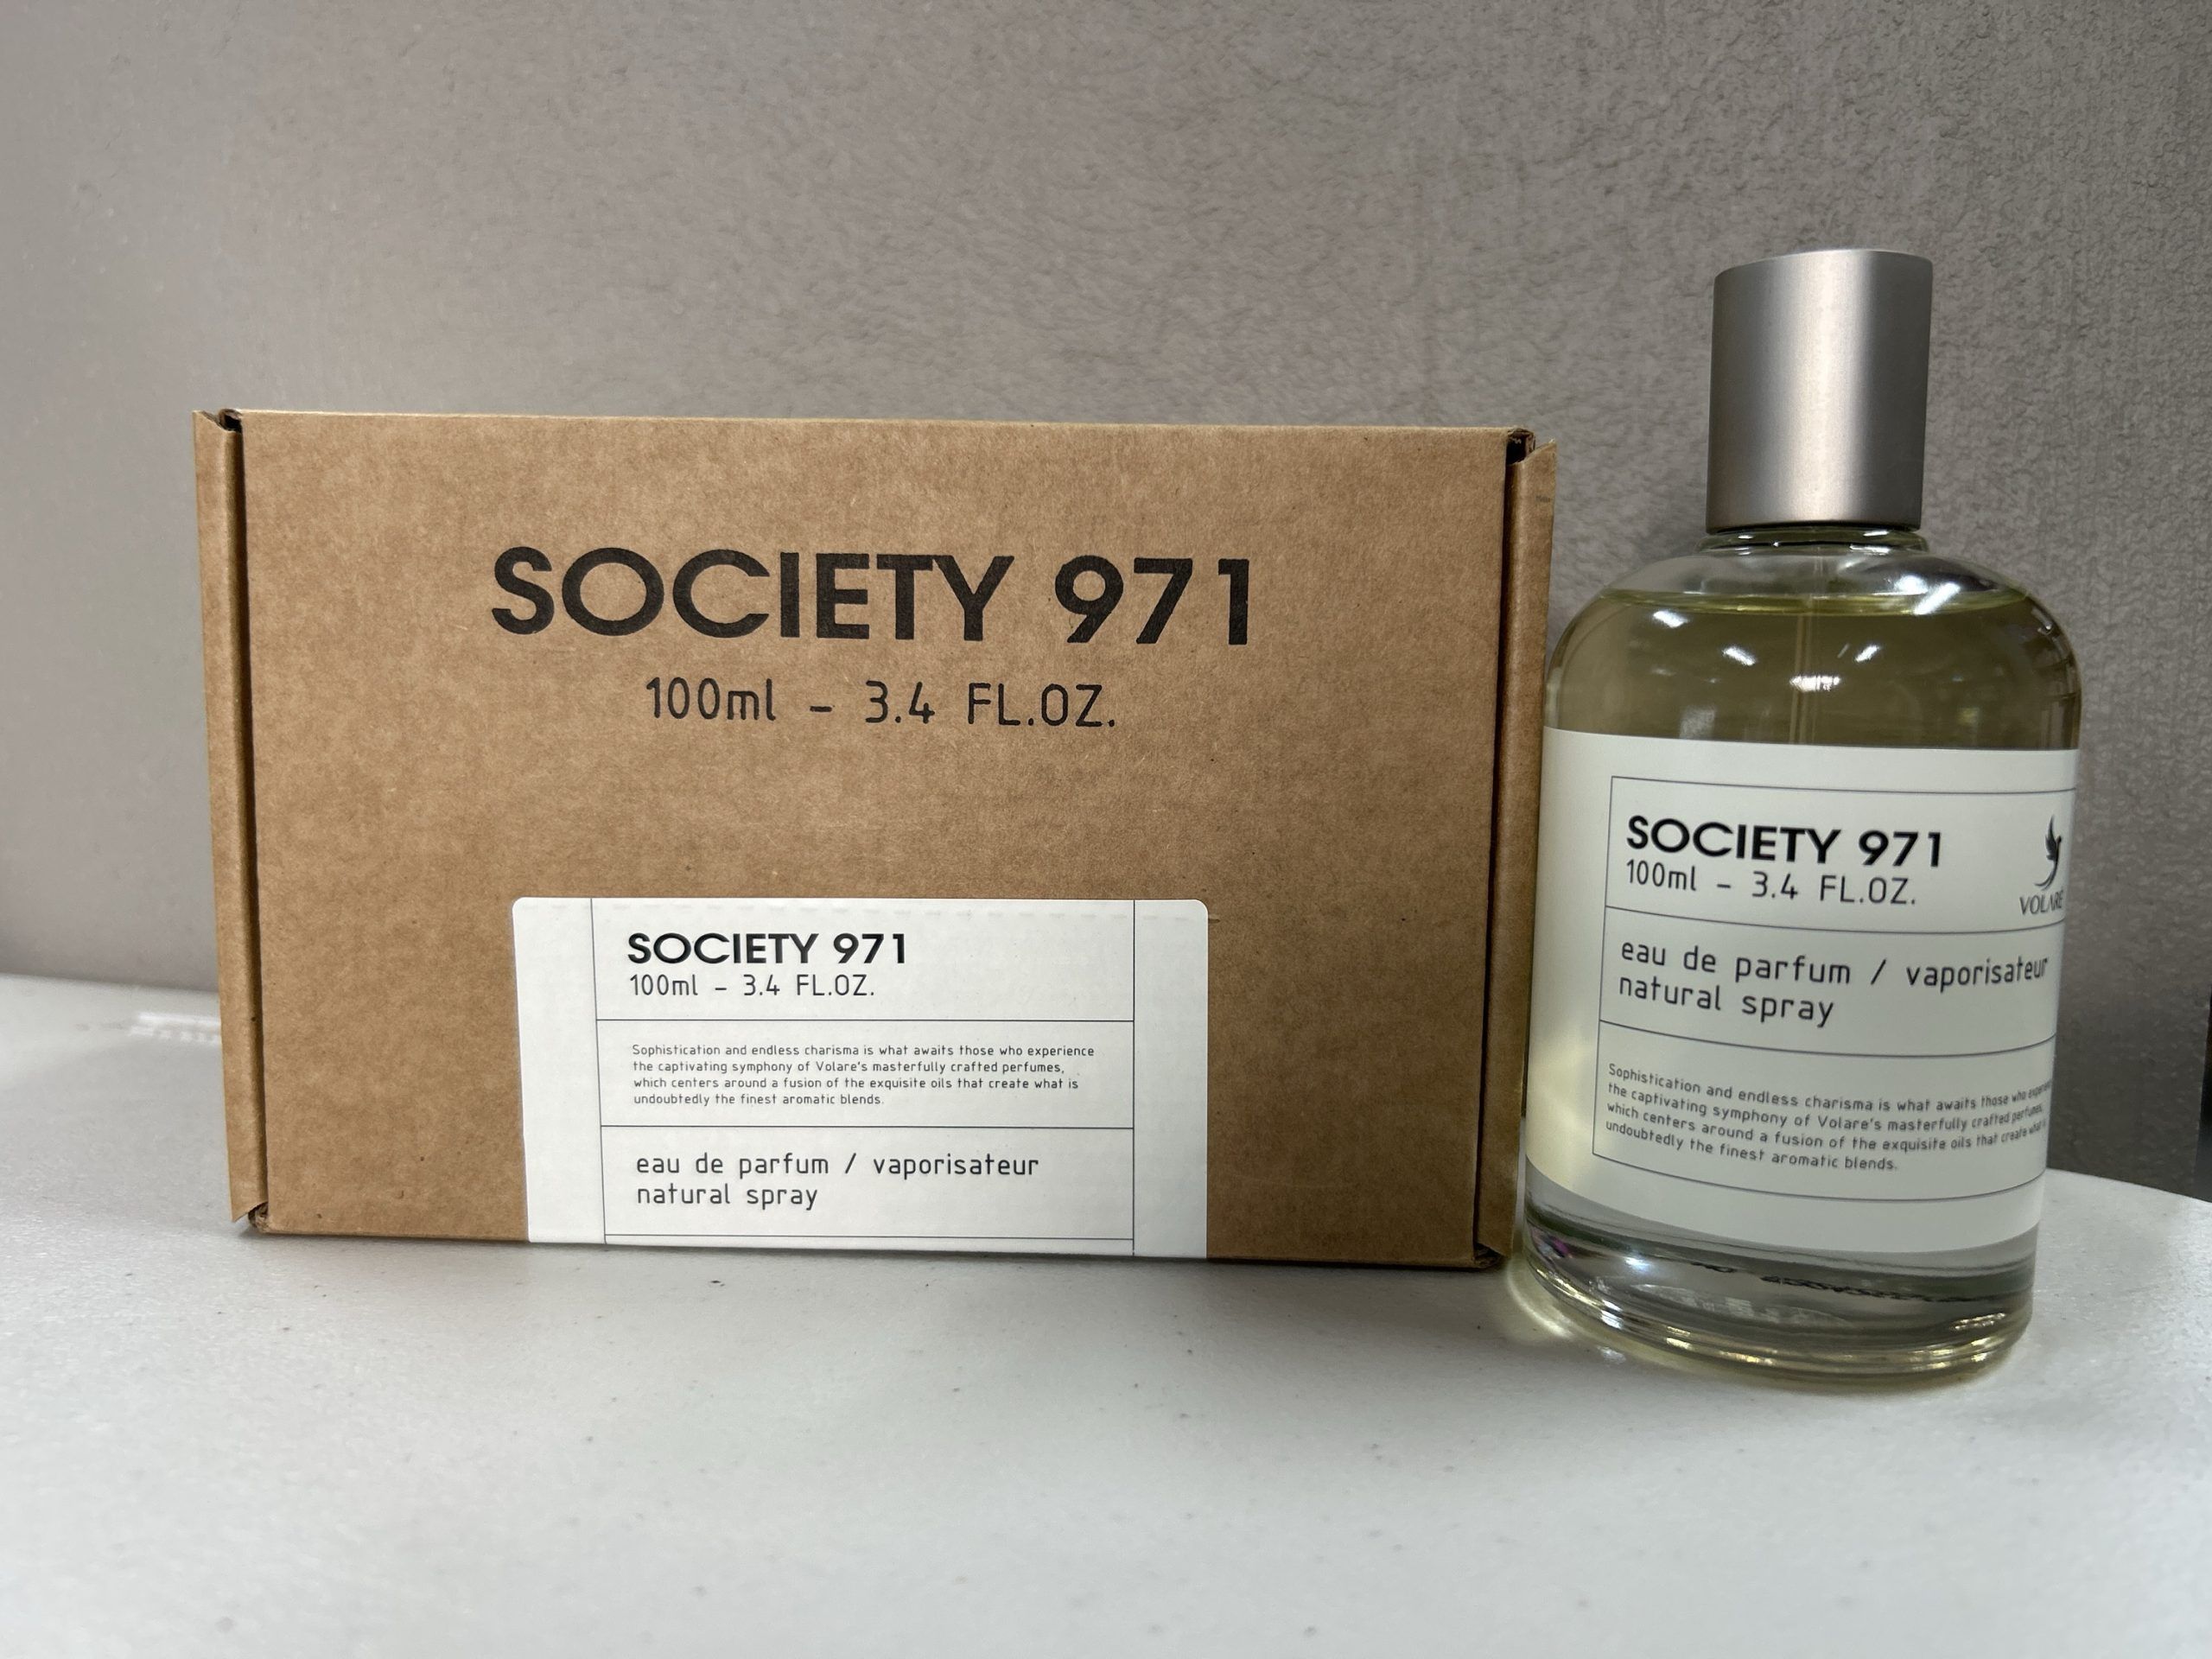 SOCIETY 971
100ml – 3.4 FL.OZ.
SOCIETY 971
100ml – 3.4 FL.OZ.
Sophistication and endless charisma is what awaits those who experience
the captivating symphony of Volare's masterfully crafted perfumes,
which centers around a fusion of the exquisite oils that create what is
undoubtedly the finest aromatic blends.
eau de parfum / vaporisateur
natural spray
SOCIETY 971
100ml – 3.4 FL.OZ.
VOLARE
eau de parfum / vaporisateur
natural spray
Sophistication and endless charisma is what awaits those who
the captivating symphony of Volare's masterfully crafted perfumes,
which centers around a fusion of the exquisite oils that create what
undoubtedly the finest aromatic blends.